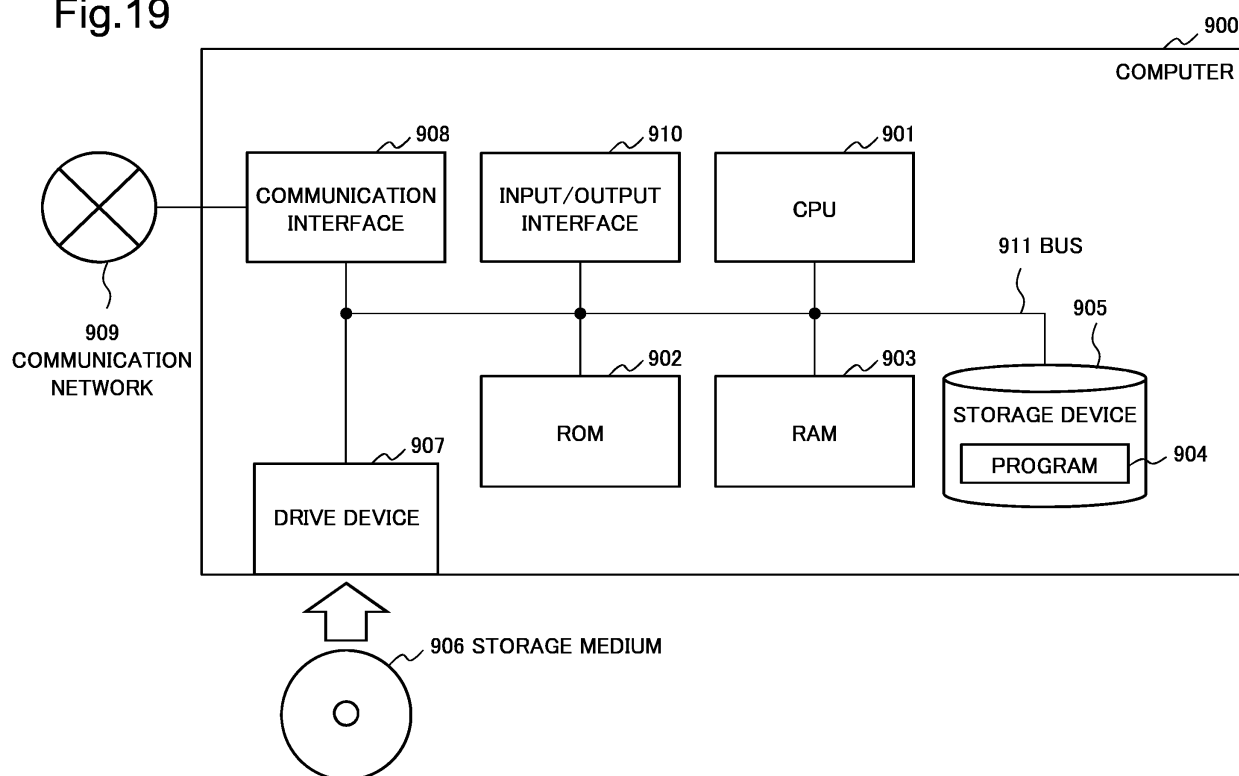 Fig.19
900
COMPUTER
908
910
901
COMMUNICATION
INTERFACE
INPUT/OUTPUT
INTERFACE
CPU
911 BUS
909
COMMUNICATION
NETWORK
905
902
903
ROM
RAM
STORAGE DEVICE
PROGRAM
904
907
DRIVE DEVICE
906 STORAGE MEDIUM